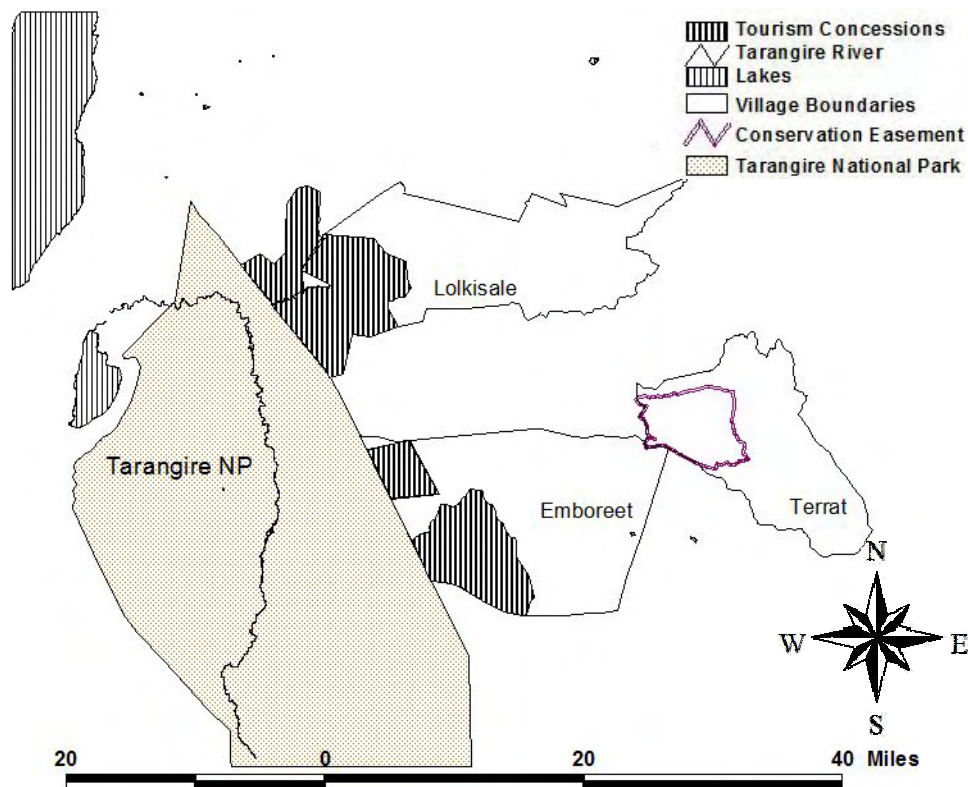 Tourism Concessions
Tarangire River
Lakes
Village Boundaries
Conservation Easement
Tarangire National Park
Lolkisale
Tarangire NP
Emboreet
Terrat
N
W E
S
20 0 20 40 Miles